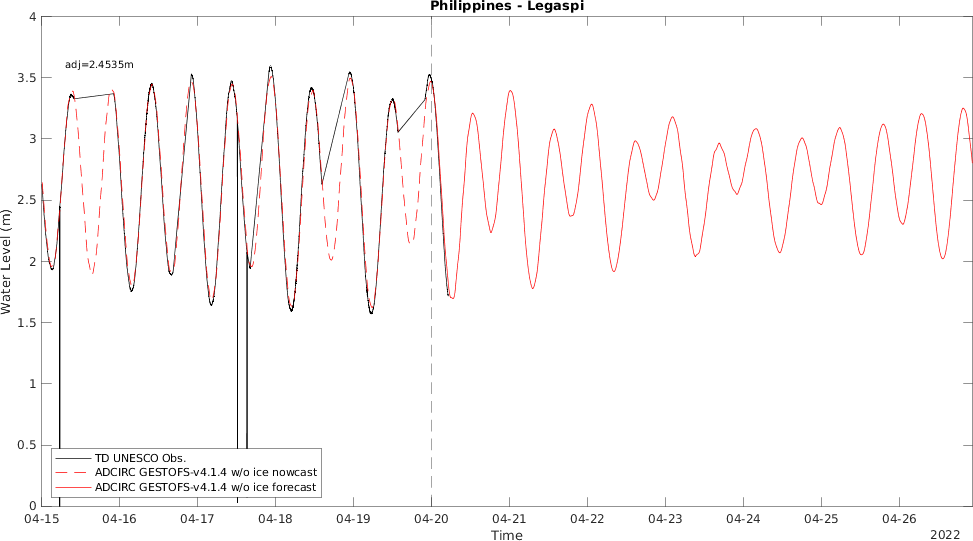 Philippines - Legaspi
4
adj=2.4535m
3.5
3
2.5
2
1.5
1
0.5
0
Water Level (m)
TD UNESCO Obs.
ADCIRC GESTOFS-v4.1.4 w/o ice nowcast
ADCIRC GESTOFS-v4.1.4 w/o ice forecast
04-15 04-16 04-17 04-18 04-19 04-20 04-21 04-22 04-23 04-24 04-25 04-26
Time
2022